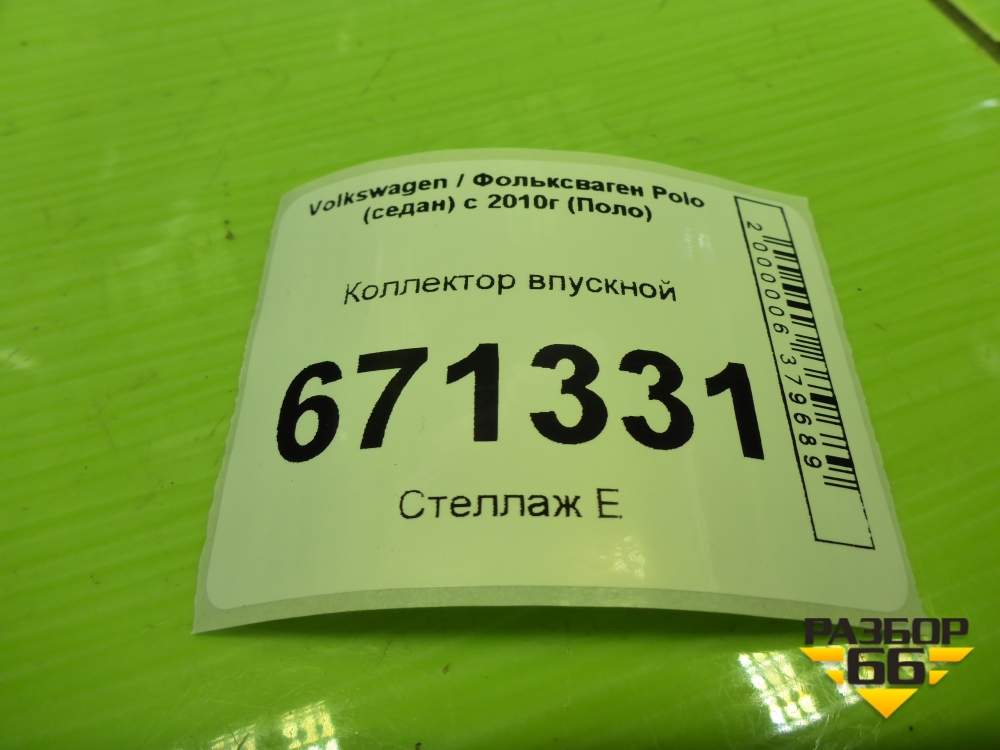 Volkswagen / Фольксваген Polo
(седан) с 2010г (Поло)
Коллектор впускной
671331
Стеллаж Е
2000006379689
РАЗБОР
66